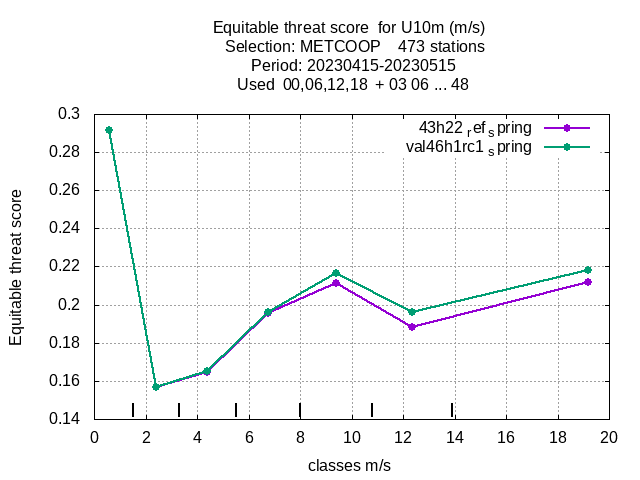 Equitable threat score  for U10m (m/s)
Selection: METCOOP    473 stations
Period: 20230415-20230515
Used  00,06,12,18  + 03 06 ... 48
43h22_ref_spring
val46h1rc1_spring
0.3
0.28
0.26
0.24
0.22
0.2
0.18
0.16
0.14
Equitable threat score
0 2 4 6 8 10 12 14 16 18 20
classes m/s